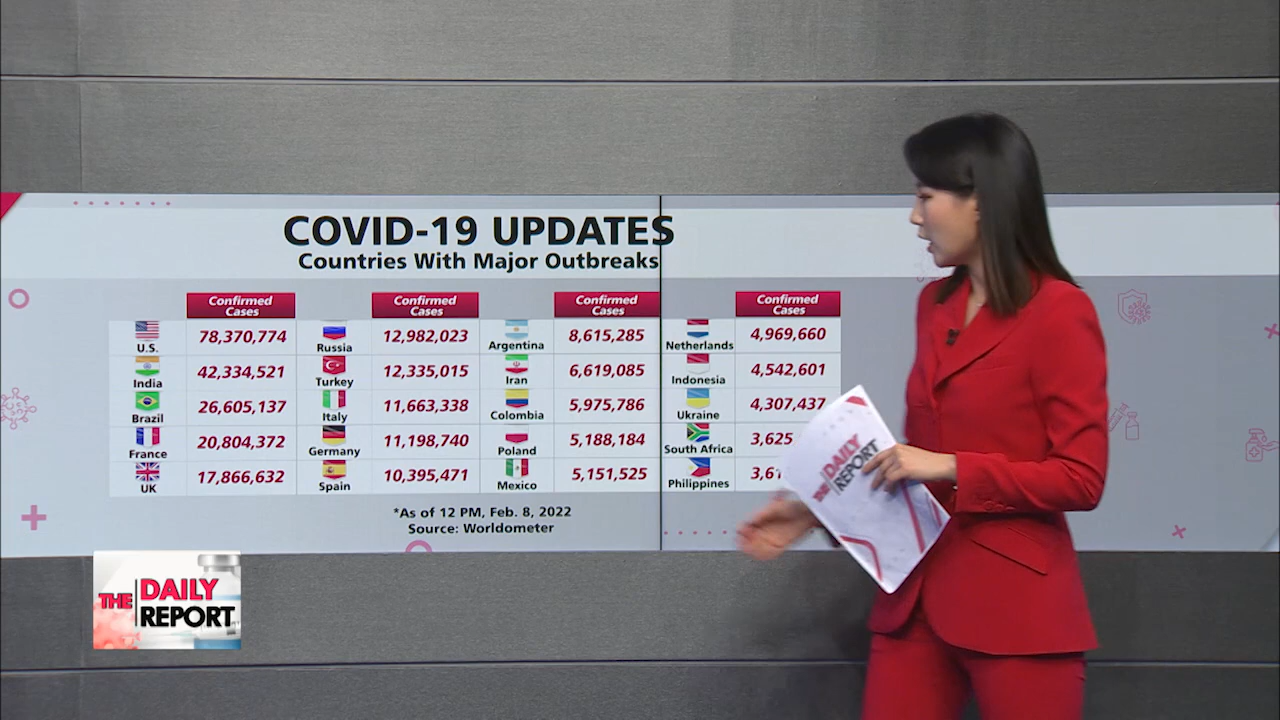 COVID-19 UPDATES
Countries With Major Outbreaks
Confirmed Cases Confirmed Cases Confirmed Cases Confirmed Cases
U.S. 78,370,774 Russia 12,982,023 Argentina 8,615,285 Netherlands 4,969,660
India 42,334,521 Turkey 12,335,015 Iran 6,619,085 Indonesia 4,542,601
Brazil 26,605,137 Italy 11,663,338 Colombia 5,975,786 Ukraine 4,307,437
France 20,804,372 Germany 11,198,740 Poland 5,188,184 South Africa 3,625
UK 17,866,632 Spain 10,395,471 Mexico 5,151,525 Philippines
*As of 12 PM, Feb. 8, 2022
Source: Worldometer
THE DAILY REPORT
THE DAILY
REPORT